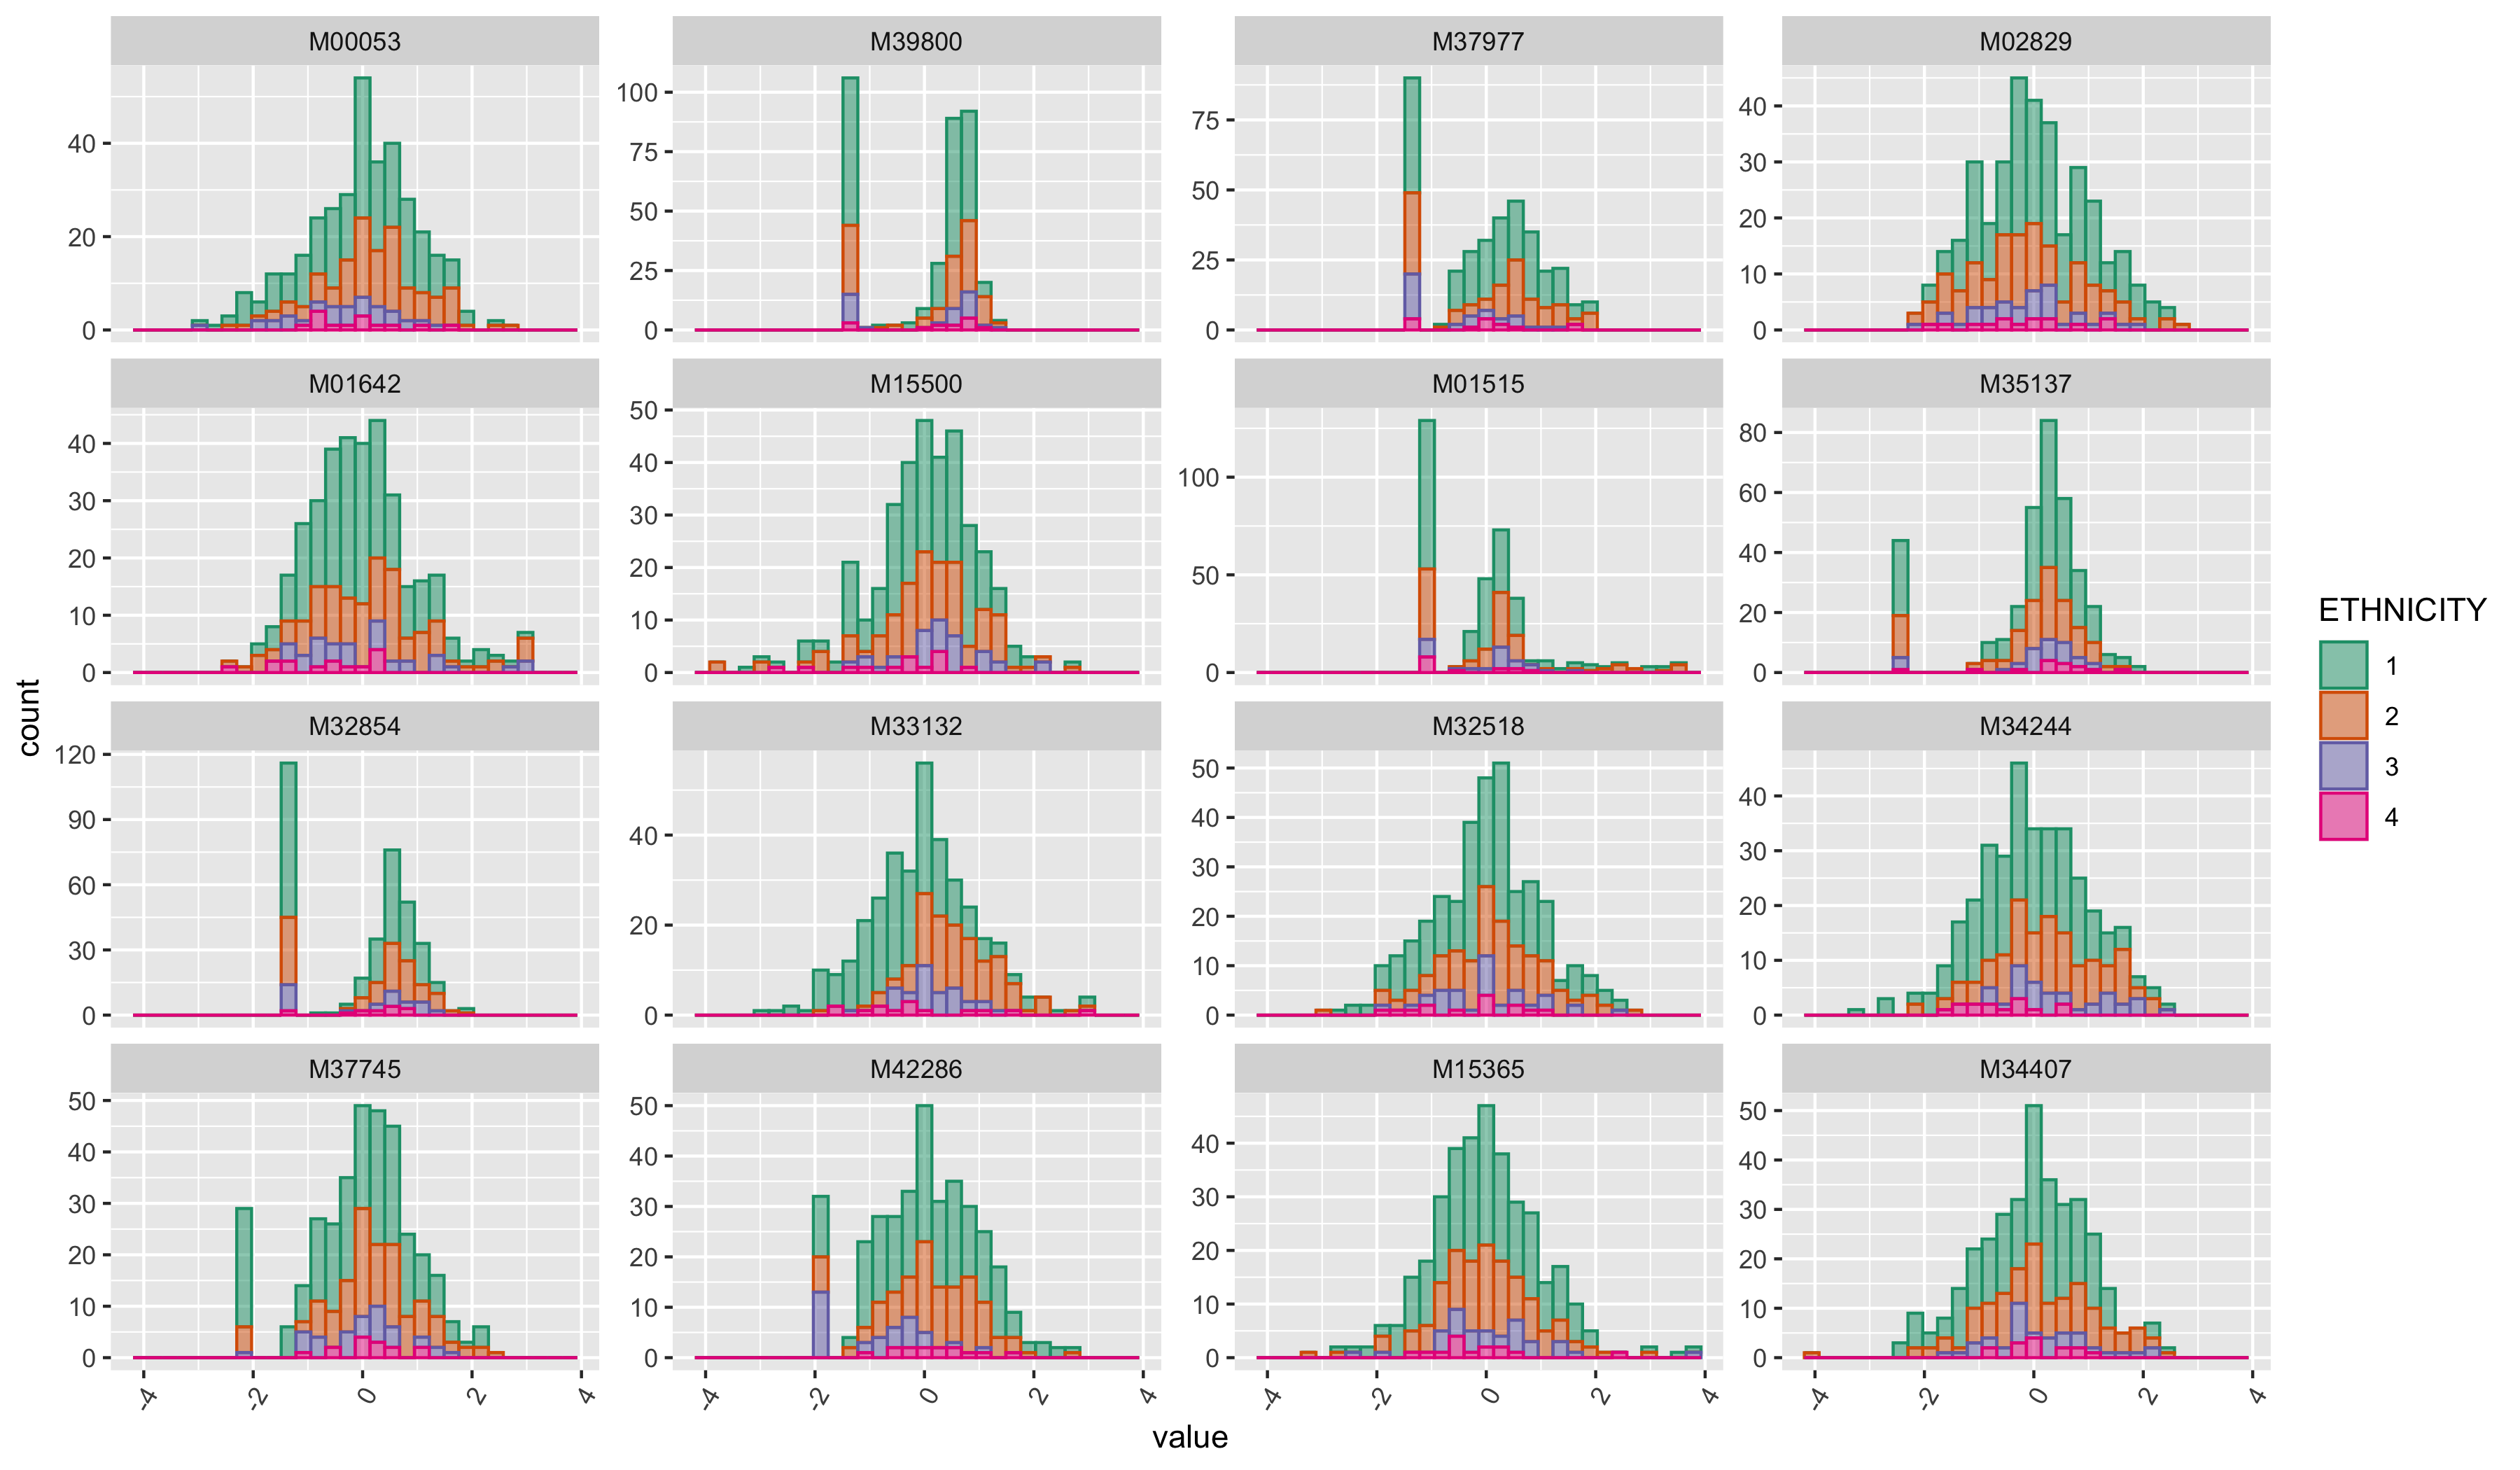 M00053 M39800 M37977 M02829
40 20 0
100 75 50 25 0
75 50 25 0
40 30 20 10 0
M01642 M15500 M01515 M35137
40 30 20 10 0
50 40 30 20 10 0
100 50 0
80 60 40 20 0
M32854 M33132 M32518 M34244
120 90 60 30 0
40 20 0
50 40 30 20 10 0
40 30 20 10 0
M37745 M42286 M15365 M34407
50 40 30 20 10 0
50 40 30 20 10 0
40 30 20 10 0
50 40 30 20 10 0
-4 -2 0 2 4 -4 -2 0 2 4 -4 -2 0 2 4 -4 -2 0 2 4
count
value
ETHNICITY
1
2
3
4